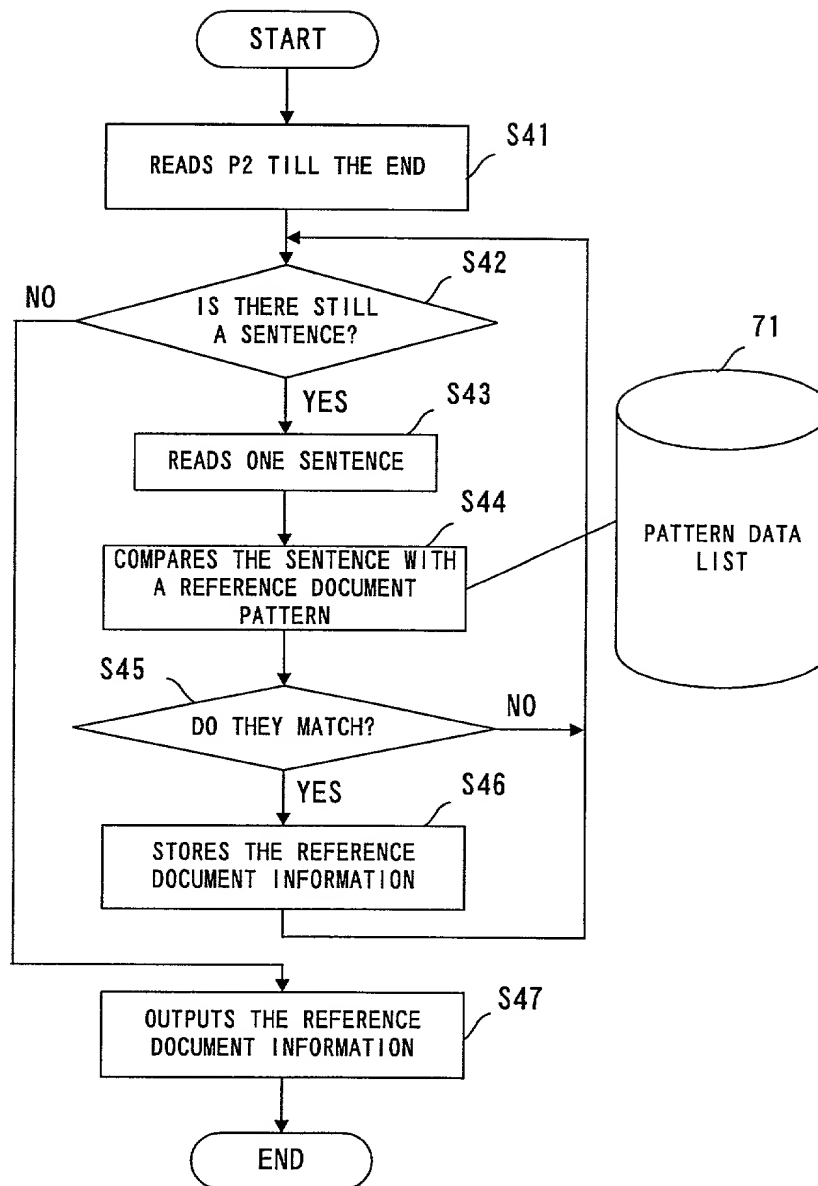 START
S41
READS P2 TILL THE END
S42
NO
IS THERE STILL
A SENTENCE?
71
YES
S43
READS ONE SENTENCE
S44
COMPARES THE SENTENCE WITH
A REFERENCE DOCUMENT
PATTERN
PATTERN DATA
LIST
S45
DO THEY MATCH?
NO
YES
S46
STORES THE REFERENCE
DOCUMENT INFORMATION
S47
OUTPUTS THE REFERENCE
DOCUMENT INFORMATION
END